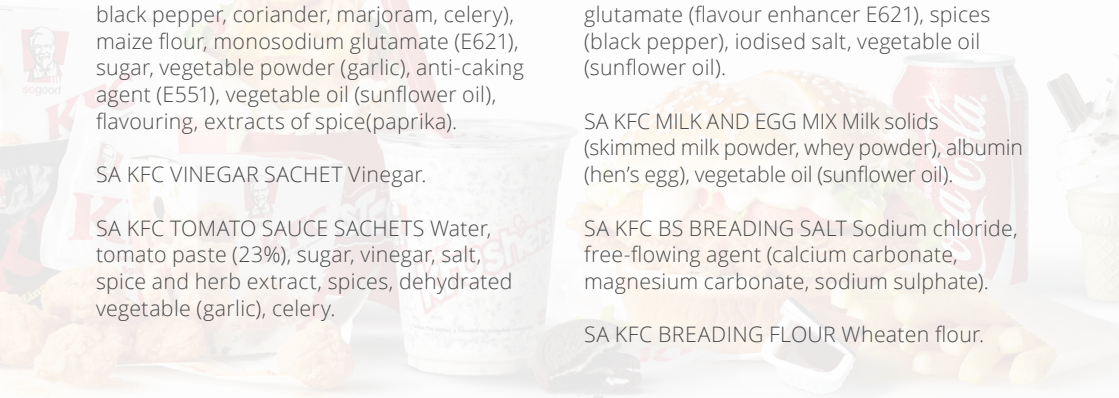 black pepper, coriander, marjoram, celery),
maize flour, monosodium glutamate (E621),
sugar, vegetable powder (garlic), anti-caking
agent (E551), vegetable oil (sunflower oil),
flavouring, extracts of spice(paprika).
SA KFC VINEGAR SACHET Vinegar.
SA KFC TOMATO SAUCE SACHETS Water,
tomato paste (23%), sugar, vinegar, salt,
spice and herb extract, spices, dehydrated
vegetable (garlic), celery.
glutamate (flavour enhancer E621), spices
(black pepper), iodised salt, vegetable oil
(sunflower oil).
SA KFC MILK AND EGG MIX Milk solids
(skimmed milk powder, whey powder), albumin
(hen's egg), vegetable oil (sunflower oil).
SA KFC BS BREADING SALT Sodium chloride,
free-flowing agent (calcium carbonate,
magnesium carbonate, sodium sulphate).
SA KFC BREADING FLOUR Wheaten flour.
KFC
sogood
Krusher
Coca-Cola